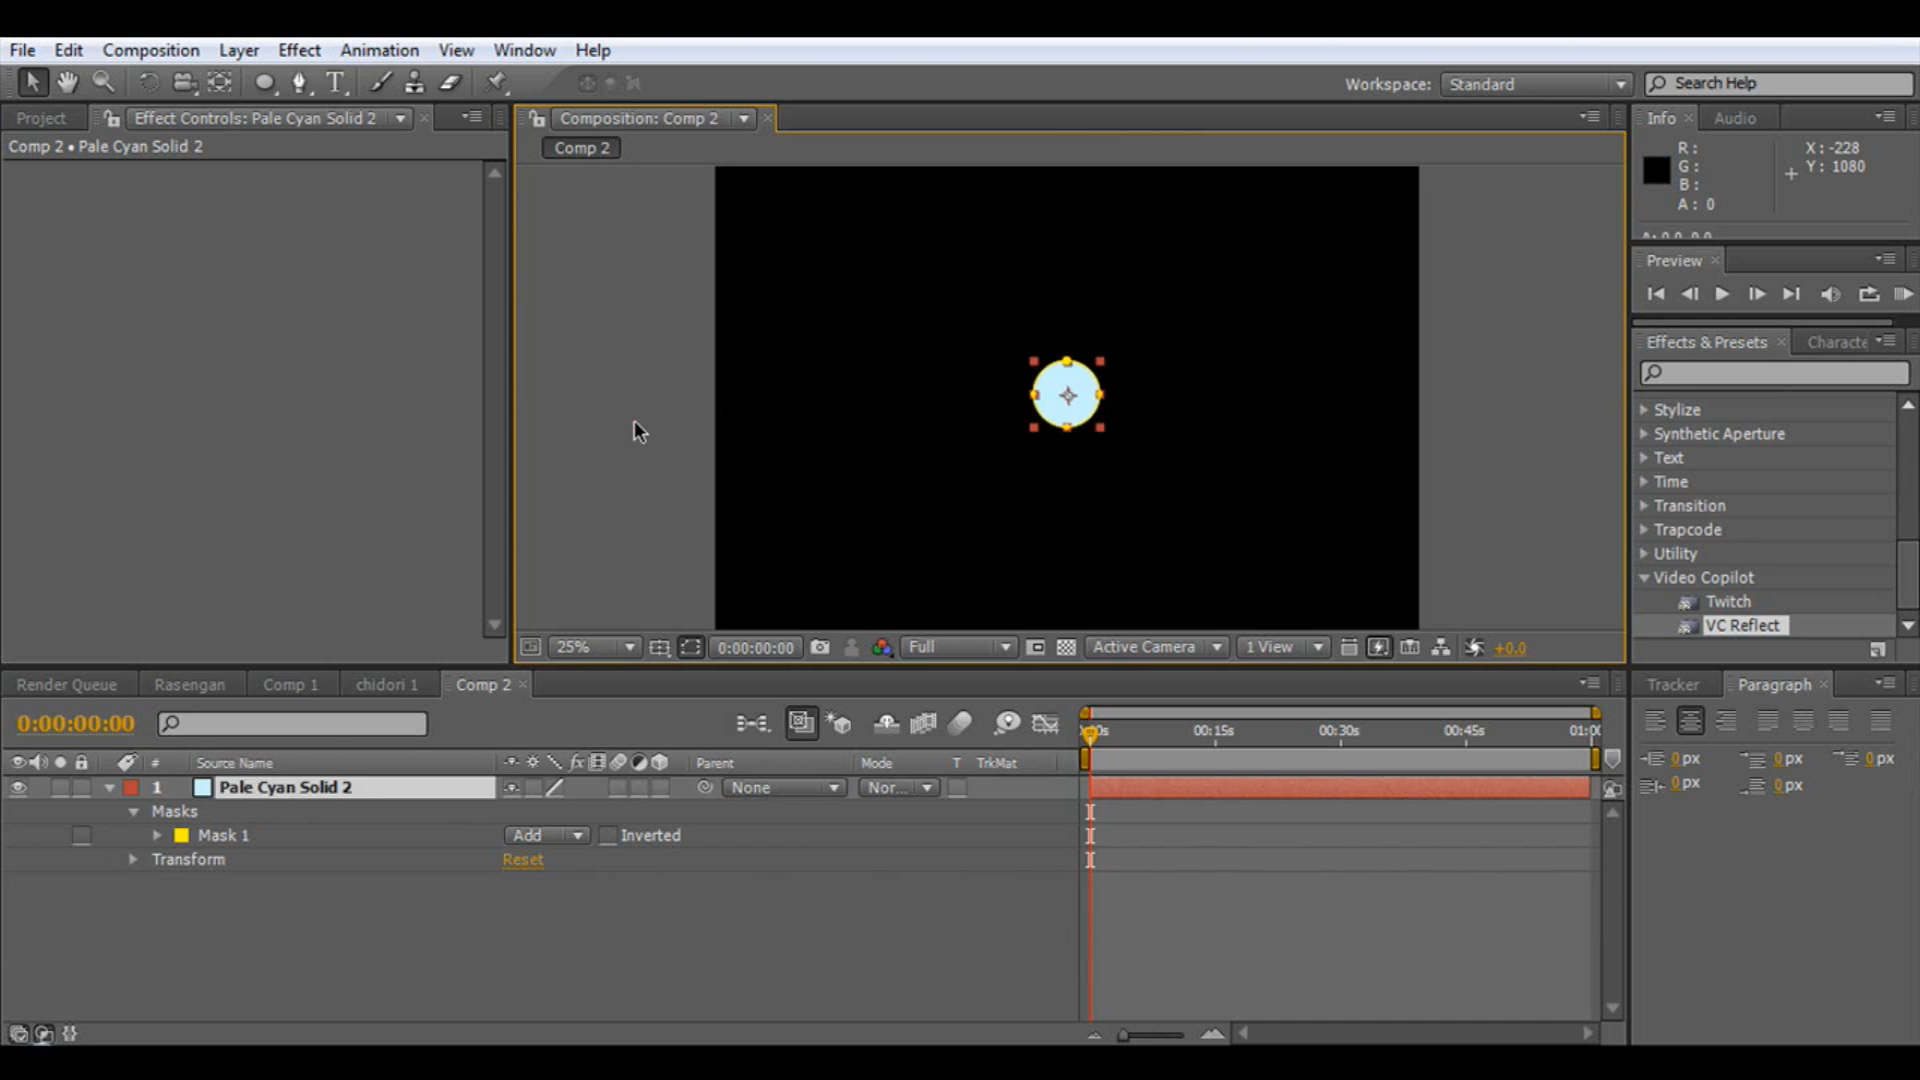 File Edit Composition Layer Effect Animation View Window Help
Workspace: Standard Search Help
Project Effect Controls: Pale Cyan Solid 2
Composition: Comp 2
Info Audio
Comp 2 • Pale Cyan Solid 2
Comp 2
R : X : -228
G : Y : 1080
B :
A : 0
Preview
Effects & Presets Characte
Stylize
Synthetic Aperture
Text
Time
Transition
Trapcode
Utility
Video Copilot
Twitch
VC Reflect
25% 0:00:00:00 Full Active Camera 1 View +0.0
Render Queue Rasengan Comp 1 chidori 1 Comp 2
Tracker Paragraph
0:00:00:00
00:15s 00:30s 00:45s
# Source Name fx Parent Mode T TrkMat
0 px 0 px 0 px
0 px 0 px
1 Pale Cyan Solid 2 None Nor...
Masks
Mask 1 Add Inverted
Transform Reset